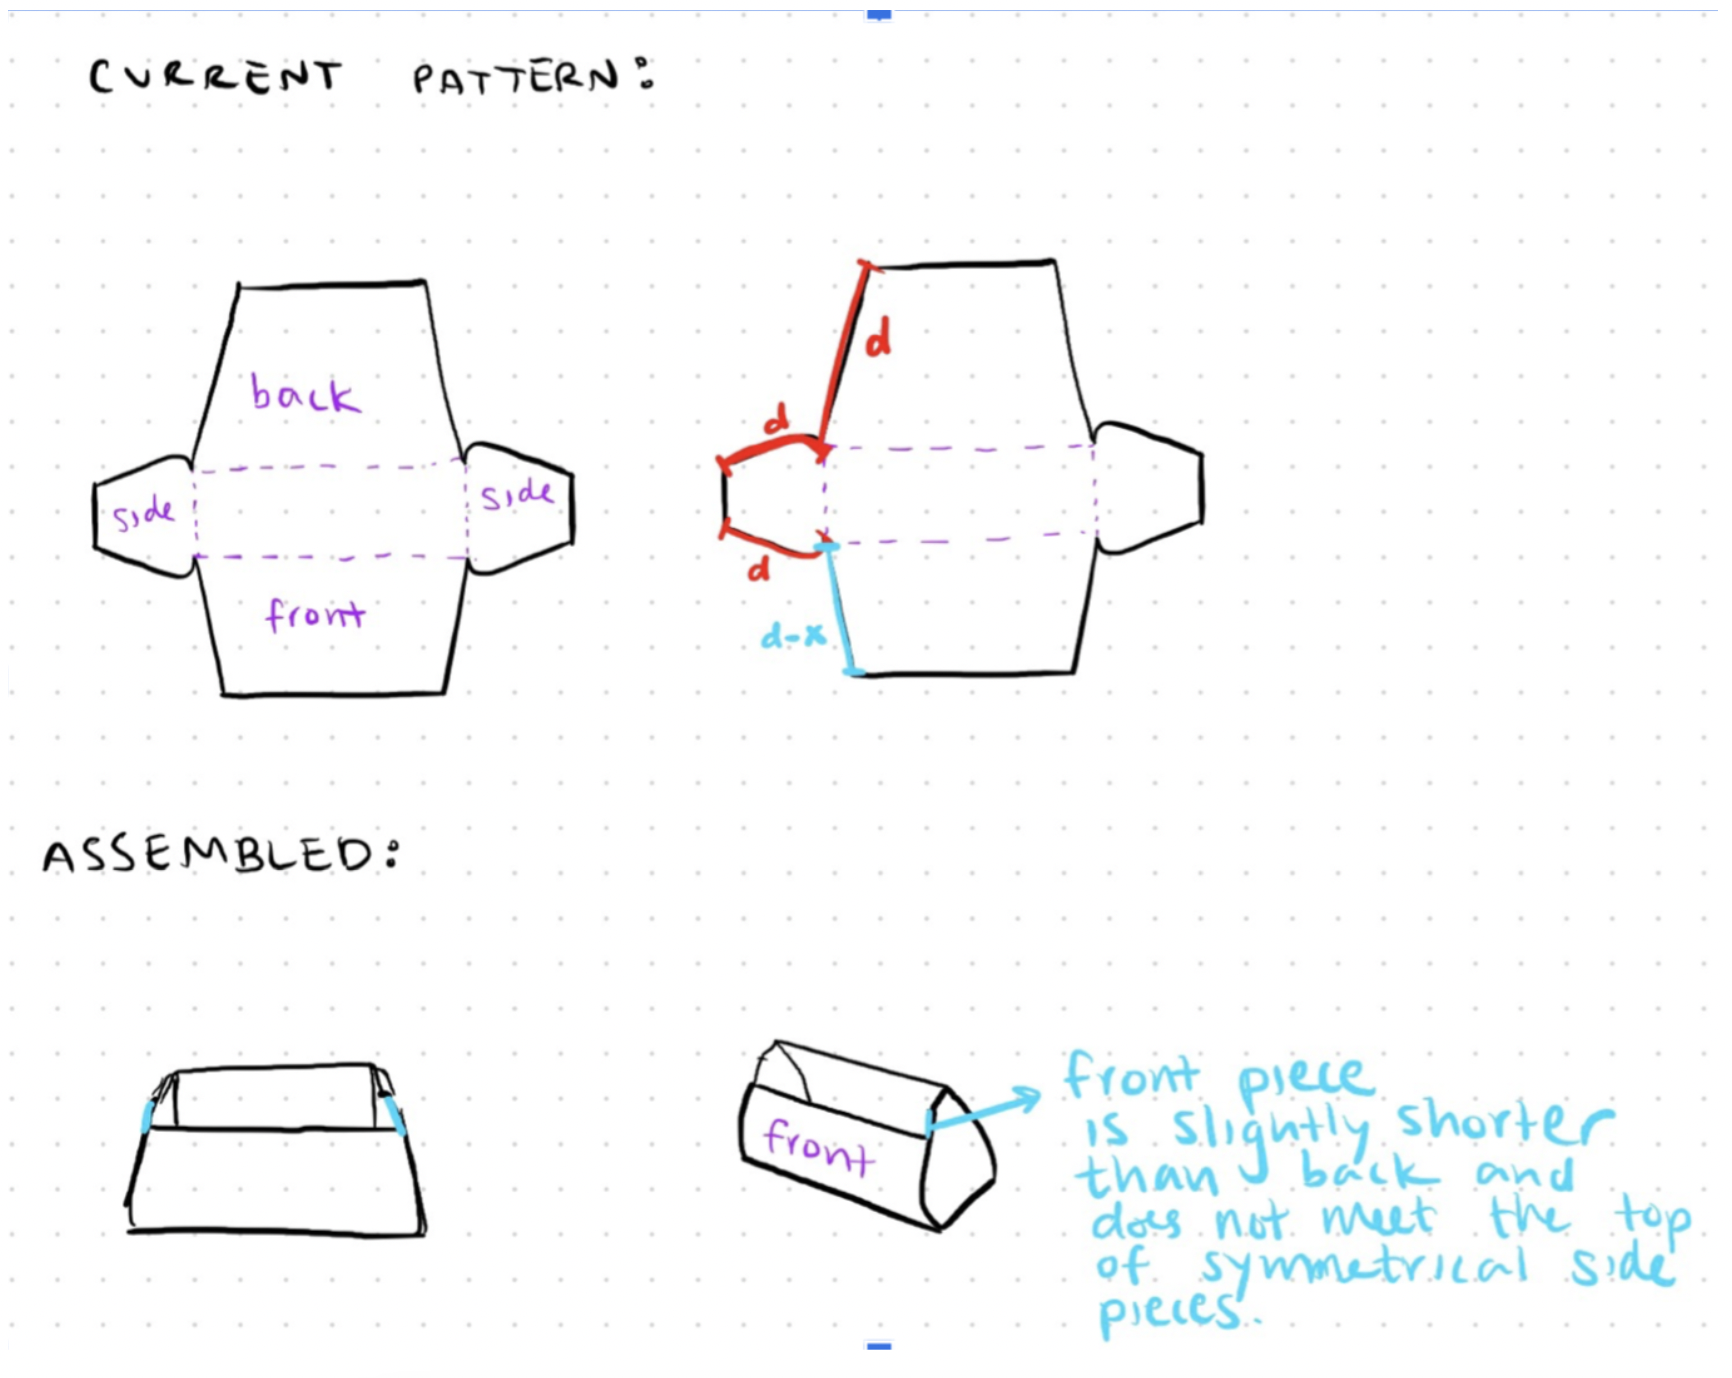 CURRENT PATTERN:
back
side
side
front
d
d
d
d-x
ASSEMBLED:
front
front piece
is slightly shorter
than back and
does not meet the top
of symmetrical side
pieces.